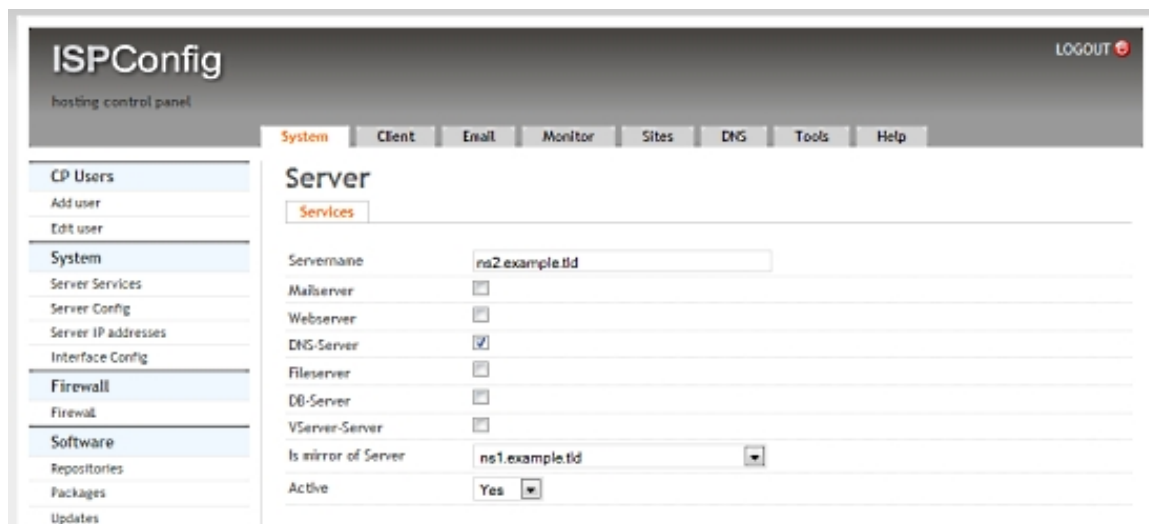 ISPConfig
LOGOUT
hosting control panel
System Client Email Monitor Sites DNS Tools Help
CP Users
Add user
Edit user
System
Server Services
Server Config
Server IP addresses
Interface Config
Firewall
Firewall
Software
Repositories
Packages
Updates
Server
Services
Servername ns2.example.tld
Mailserver
Webserver
DNS-Server
Fileserver
DB-Server
VServer-Server
Is mirror of Server ns1.example.tld
Active Yes